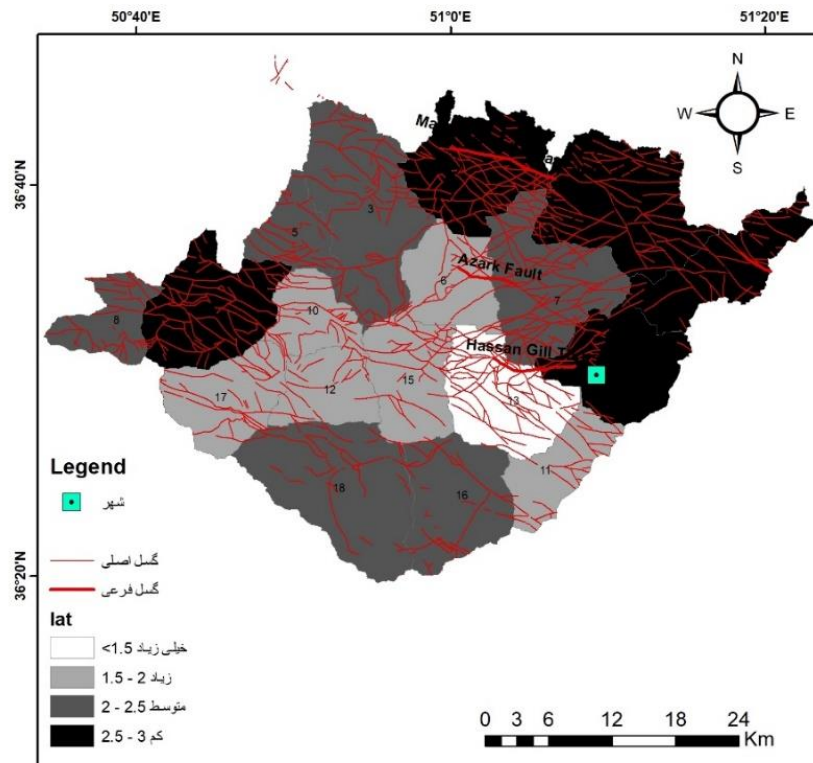 50°40'E 51°0'E 51°20'E
N
W E
S
36°40'N
36°20'N
Ma
3
5
Azark Fault
6
7
8
10
Hassan Gill T
15
13
12
17
11
18
16
Legend
شهر
گسل اصلی
گسل فرعی
lat
خیلی زیاد 1.5>
زیاد 2 - 1.5
متوسط 2.5 - 2
کم 3 - 2.5
0 3 6 12 18 24
Km